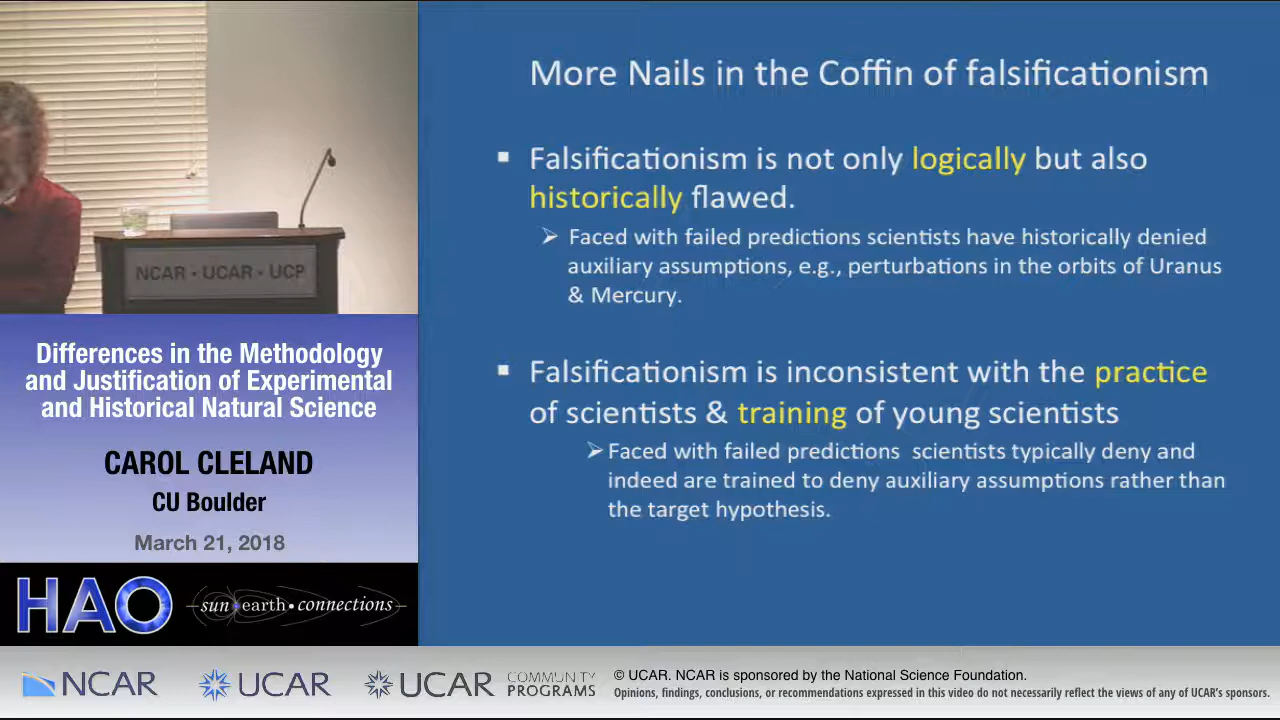 More Nails in the Coffin of falsificationism
▪ Falsificationism is not only logically but also
historically flawed.
➢ Faced with failed predictions scientists have historically denied
auxiliary assumptions, e.g., perturbations in the orbits of Uranus
& Mercury.
▪ Falsificationism is inconsistent with the practice
of scientists & training of young scientists
➢ Faced with failed predictions scientists typically deny and
indeed are trained to deny auxiliary assumptions rather than
the target hypothesis.
NCAR • UCAR • UCP
Differences in the Methodology
and Justification of Experimental
and Historical Natural Science
CAROL CLELAND
CU Boulder
March 21, 2018
HAO
sun•earth•connections
NCAR
UCAR
UCAR
COMMUNITY
PROGRAMS
© UCAR. NCAR is sponsored by the National Science Foundation.
Opinions, findings, conclusions, or recommendations expressed in this video do not necessarily reflect the views of any of UCAR's sponsors.